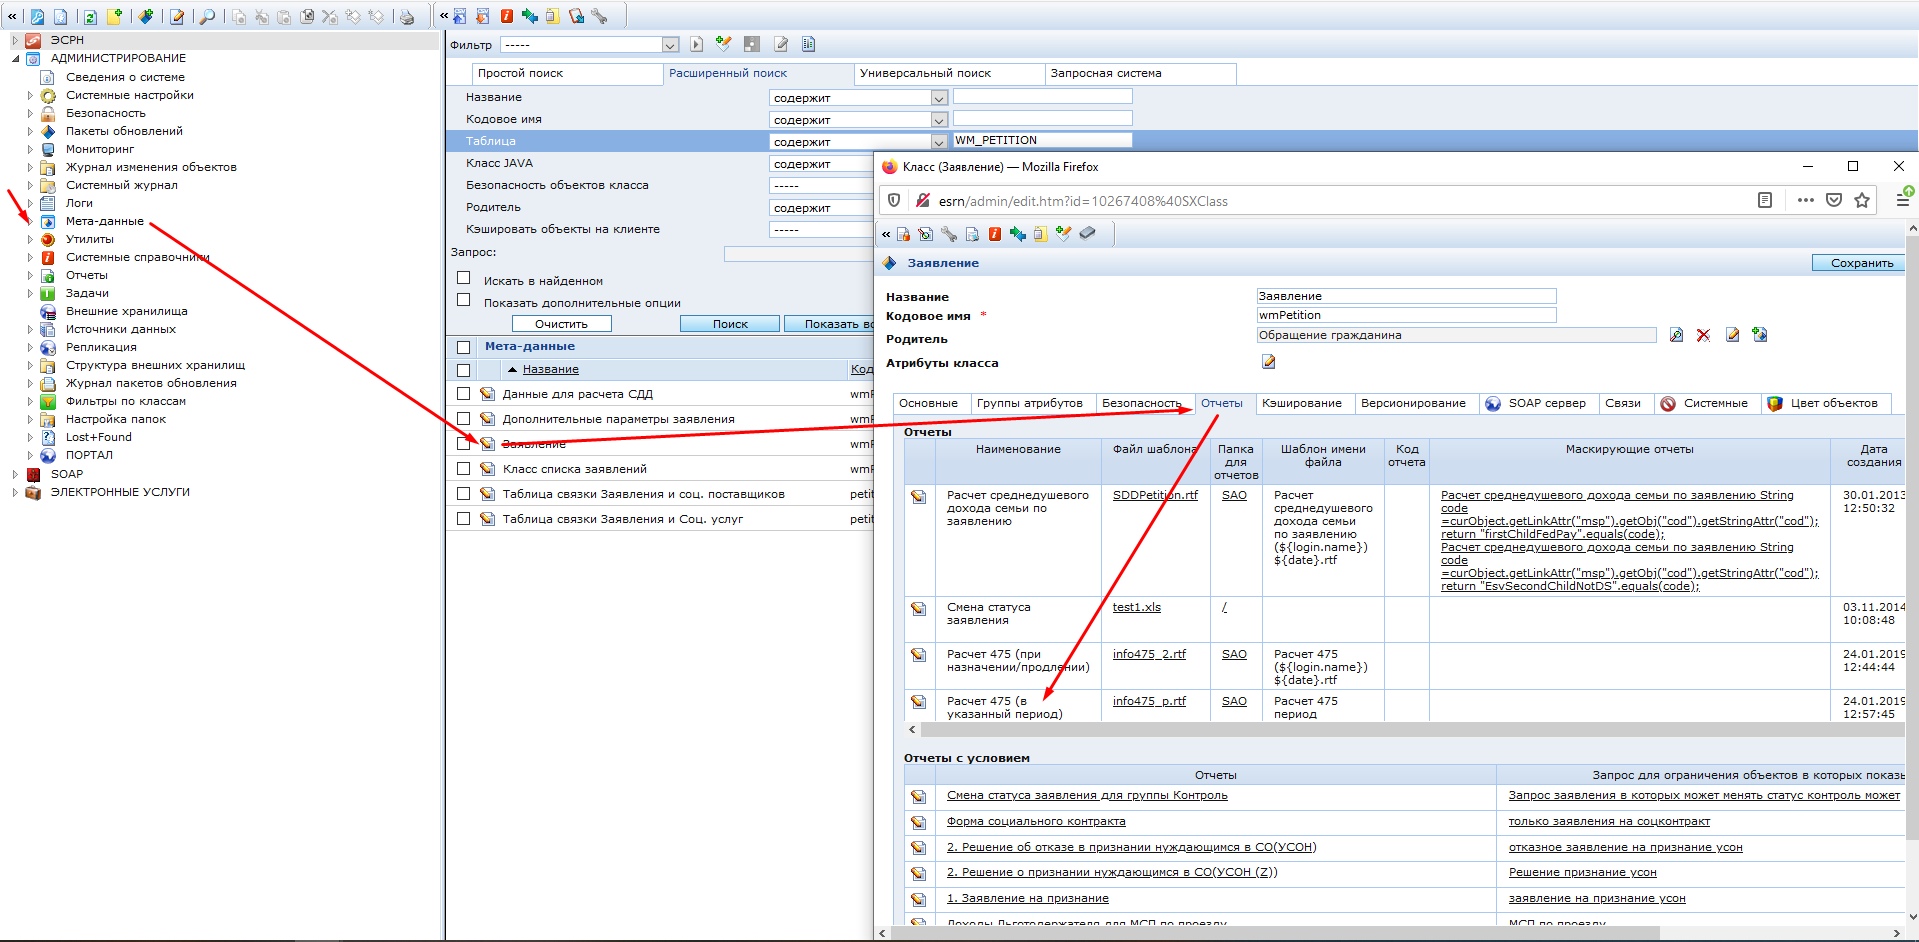 ЭСРН
АДМИНИСТРИРОВАНИЕ
Сведения о системе
Системные настройки
Безопасность
Пакеты обновлений
Мониторинг
Журнал изменения объектов
Системный журнал
Логи
Мета-данные
Утилиты
Системные справочники
Отчеты
Задачи
Внешние хранилища
Источники данных
Репликация
Структура внешних хранилищ
Журнал пакетов обновления
Фильтры по классам
Настройка папок
Lost+Found
ПОРТАЛ
SOAP
ЭЛЕКТРОННЫЕ УСЛУГИ
Фильтр -----
Простой поиск Расширенный поиск Универсальный поиск Запросная система
Название содержит
Кодовое имя содержит
Таблица содержит WM_PETITION
Класс JAVA содержит
Безопасность объектов класса -----
Родитель содержит
Кэшировать объекты на клиенте -----
Запрос:
Искать в найденном
Показать дополнительные опции
Очистить Поиск Показать вс
Мета-данные
Название Код
Данные для расчета СДД wmF
Дополнительные параметры заявления wmF
Заявление wmF
Класс списка заявлений wmF
Таблица связки Заявления и соц. поставщиков petit
Таблица связки Заявления и Соц. услуг petit
Класс (Заявление) — Mozilla Firefox
esrn/admin/edit.htm?id=10267408%40SXClass
Заявление Сохранить
Название Заявление
Кодовое имя * wmPetition
Родитель Обращение гражданина
Атрибуты класса
Основные Группы атрибутов Безопасность Отчеты Кэширование Версионирование SOAP сервер Связи Системные Цвет объектов
Отчеты
Наименование Файл шаблона Папка для отчетов Шаблон имени файла Код отчета Маскирующие отчеты Дата создания
Расчет среднедушевого дохода семьи по заявлению SDDPetition.rtf SAO Расчет среднедушевого дохода семьи по заявлению (${login.name}) ${date}.rtf
Расчет среднедушевого дохода семьи по заявлению String
code
=curObject.getLinkAttr("msp").getObj("cod").getStringAttr("cod");
return "firstChildFedPay".equals(code);
Расчет среднедушевого дохода семьи по заявлению String
code
=curObject.getLinkAttr("msp").getObj("cod").getStringAttr("cod");
return "EsvSecondChildNotDS".equals(code);
30.01.2013 12:50:32
Смена статуса заявления test1.xls / 03.11.2014 10:08:48
Расчет 475 (при назначении/продлении) info475_2.rtf SAO Расчет 475 (${login.name}) ${date}.rtf 24.01.2019 12:44:44
Расчет 475 (в указанный период) info475_p.rtf SAO Расчет 475 период 24.01.2019 12:57:45
Отчеты с условием
Отчеты Запрос для ограничения объектов в которых показы
Смена статуса заявления для группы Контроль Запрос заявления в которых может менять статус контроль может
Форма социального контракта только заявления на соцконтракт
2. Решение об отказе в признании нуждающимся в СО(УСОН) отказное заявление на признание усон
2. Решение о признании нуждающимся в СО(УСОН (Z)) Решение признание усон
1. Заявление на признание заявление на признание усон
Доходы Льготодержателя для МСП по проезду МСП по проезду